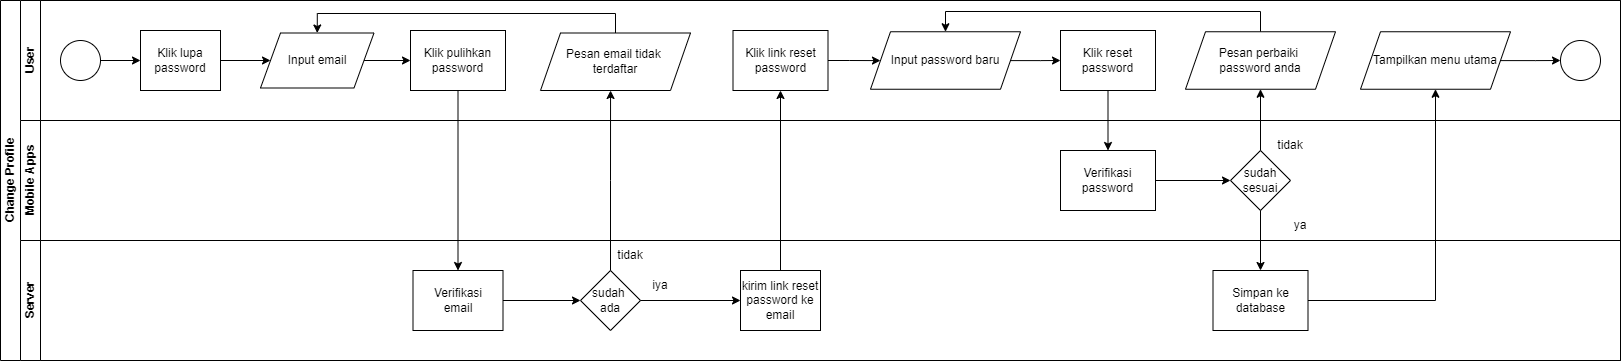 Change Profile
User
Klik lupa
password
Input email
Klik pulihkan
password
Pesan email tidak
terdaftar
Klik link reset
password
Input password baru
Klik reset
password
Pesan perbaiki
password anda
Tampilkan menu utama
Mobile Apps
Verifikasi
password
sudah
sesuai
tidak
ya
Server
Verifikasi
email
sudah
ada
tidak
iya
kirim link reset
password ke
email
Simpan ke
database